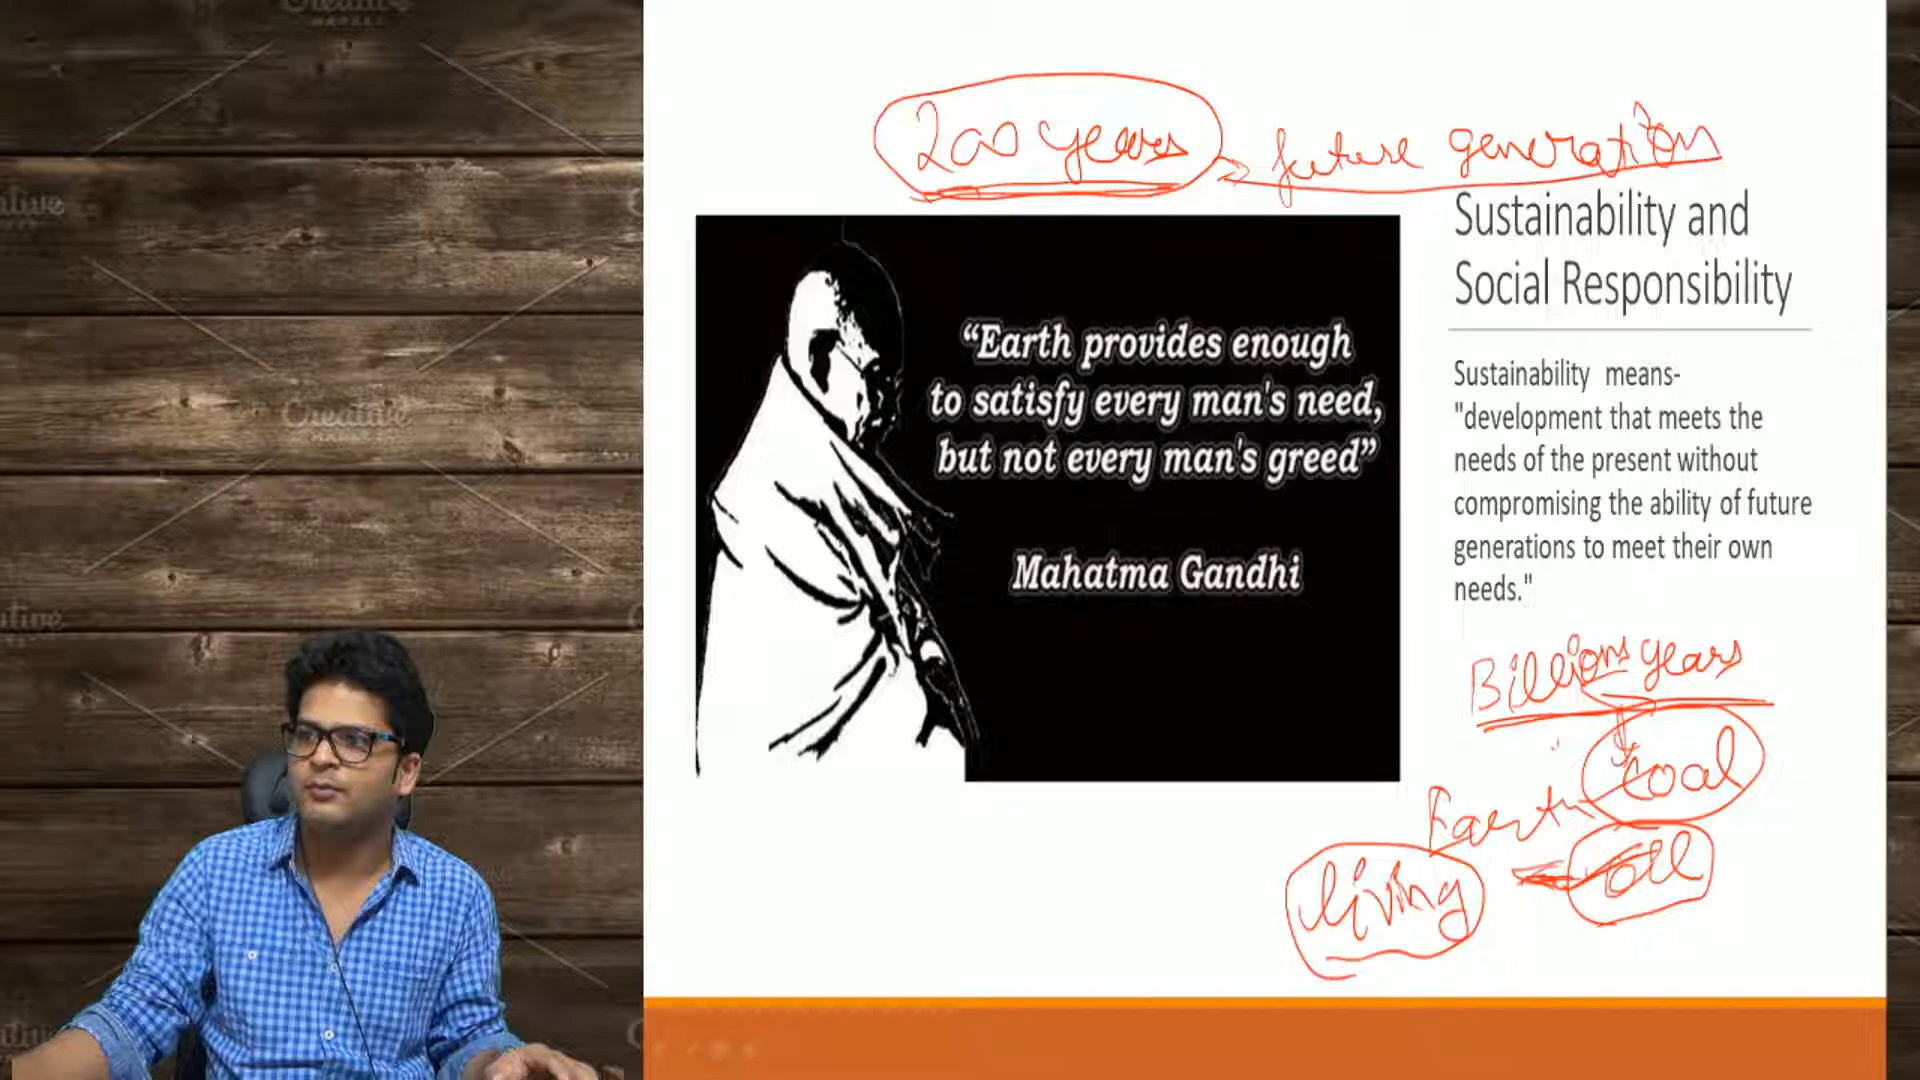 200 years
future generation
Sustainability and
Social Responsibility
“Earth provides enough
to satisfy every man's need,
but not every man's greed”
Mahatma Gandhi
Sustainability means-
"development that meets the
needs of the present without
compromising the ability of future
generations to meet their own
needs."
Billions years
coal
Earth
oil
living
Creative
MARKET